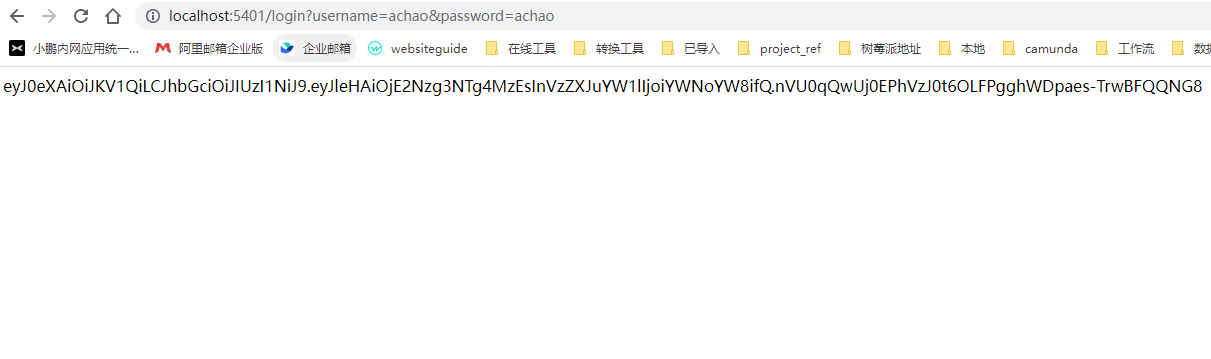 localhost:5401/login?username=achao&password=achao
小鹏内网应用统一... 阿里邮箱企业版 企业邮箱 websiteguide 在线工具 转换工具 已导入 project_ref 树莓派地址 本地 camunda 工作流 数据
eyJ0eXAiOiJKV1QiLCJhbGciOiJIUzI1NiJ9.eyJleHAiOjE2Nzg3NTg4MzEsInVzZXJuYW1lIjoiYWNoYW8ifQ.nVU0qQwUj0EPhVzJ0t6OLFPgghWDpaes-TrwBFQQNG8